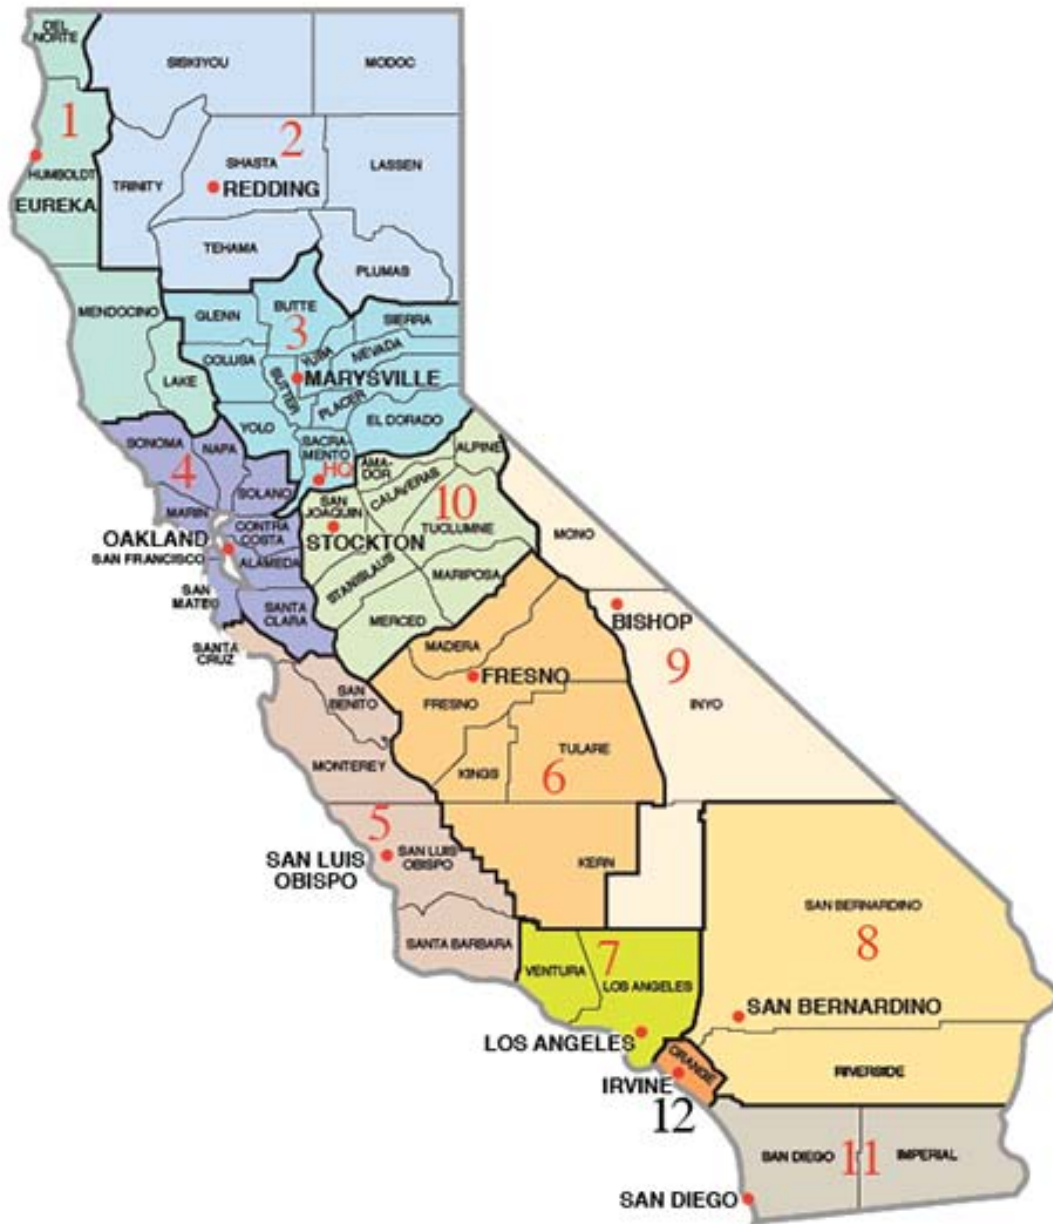 DEL
NORTE
SISKIYOU
MODOC
1
2
SHASTA
LASSEN
HUMBOLDT
TRINITY
REDDING
EUREKA
TEHAMA
PLUMAS
MENDOCINO
GLENN
BUTTE
SIERRA
3
COLUSA
YUBA
NEVADA
LAKE
SUTTER
MARYSVILLE
PLACER
YOLO
EL DORADO
SONOMA
NAPA
SACRA-
MENTO
ALPINE
4
HQ
AMA-
DOR
CALAVERAS
SOLANO
10
MARIN
SAN
JOAQUIN
CONTRA
COSTA
TUOLUMNE
MONO
OAKLAND
STOCKTON
SAN FRANCISCO
ALAMEDA
STANISLAUS
MARIPOSA
SAN
MATEO
SANTA
CLARA
MERCED
BISHOP
SANTA
CRUZ
MADERA
9
FRESNO
SAN
BENITO
FRESNO
INYO
TULARE
MONTEREY
KINGS
6
5
SAN LUIS
OBISPO
SAN LUIS
OBISPO
KERN
SAN BERNARDINO
8
SANTA BARBARA
7
VENTURA
LOS ANGELES
SAN BERNARDINO
LOS ANGELES
ORANGE
RIVERSIDE
IRVINE
12
SAN DIEGO
11
IMPERIAL
SAN DIEGO